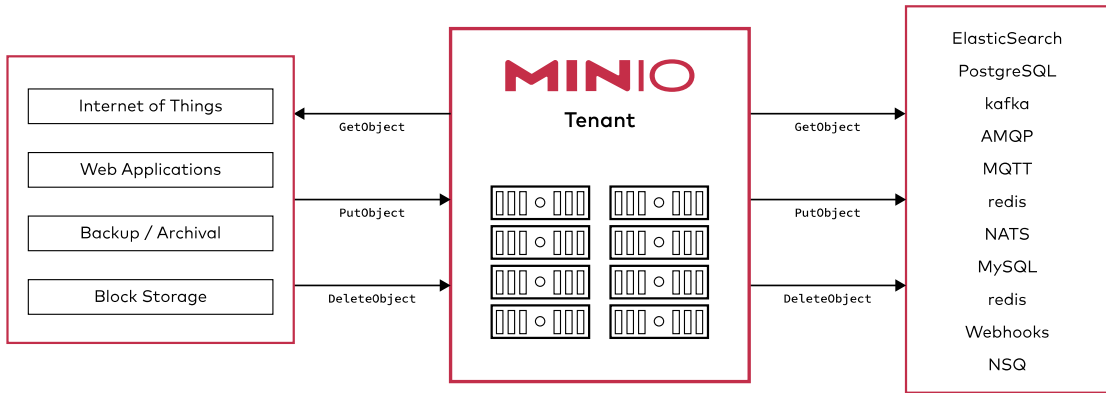 Internet of Things
Web Applications
Backup / Archival
Block Storage
GetObject
PutObject
DeleteObject
MINIO
Tenant
GetObject
PutObject
DeleteObject
ElasticSearch
PostgreSQL
kafka
AMQP
MQTT
redis
NATS
MySQL
redis
Webhooks
NSQ